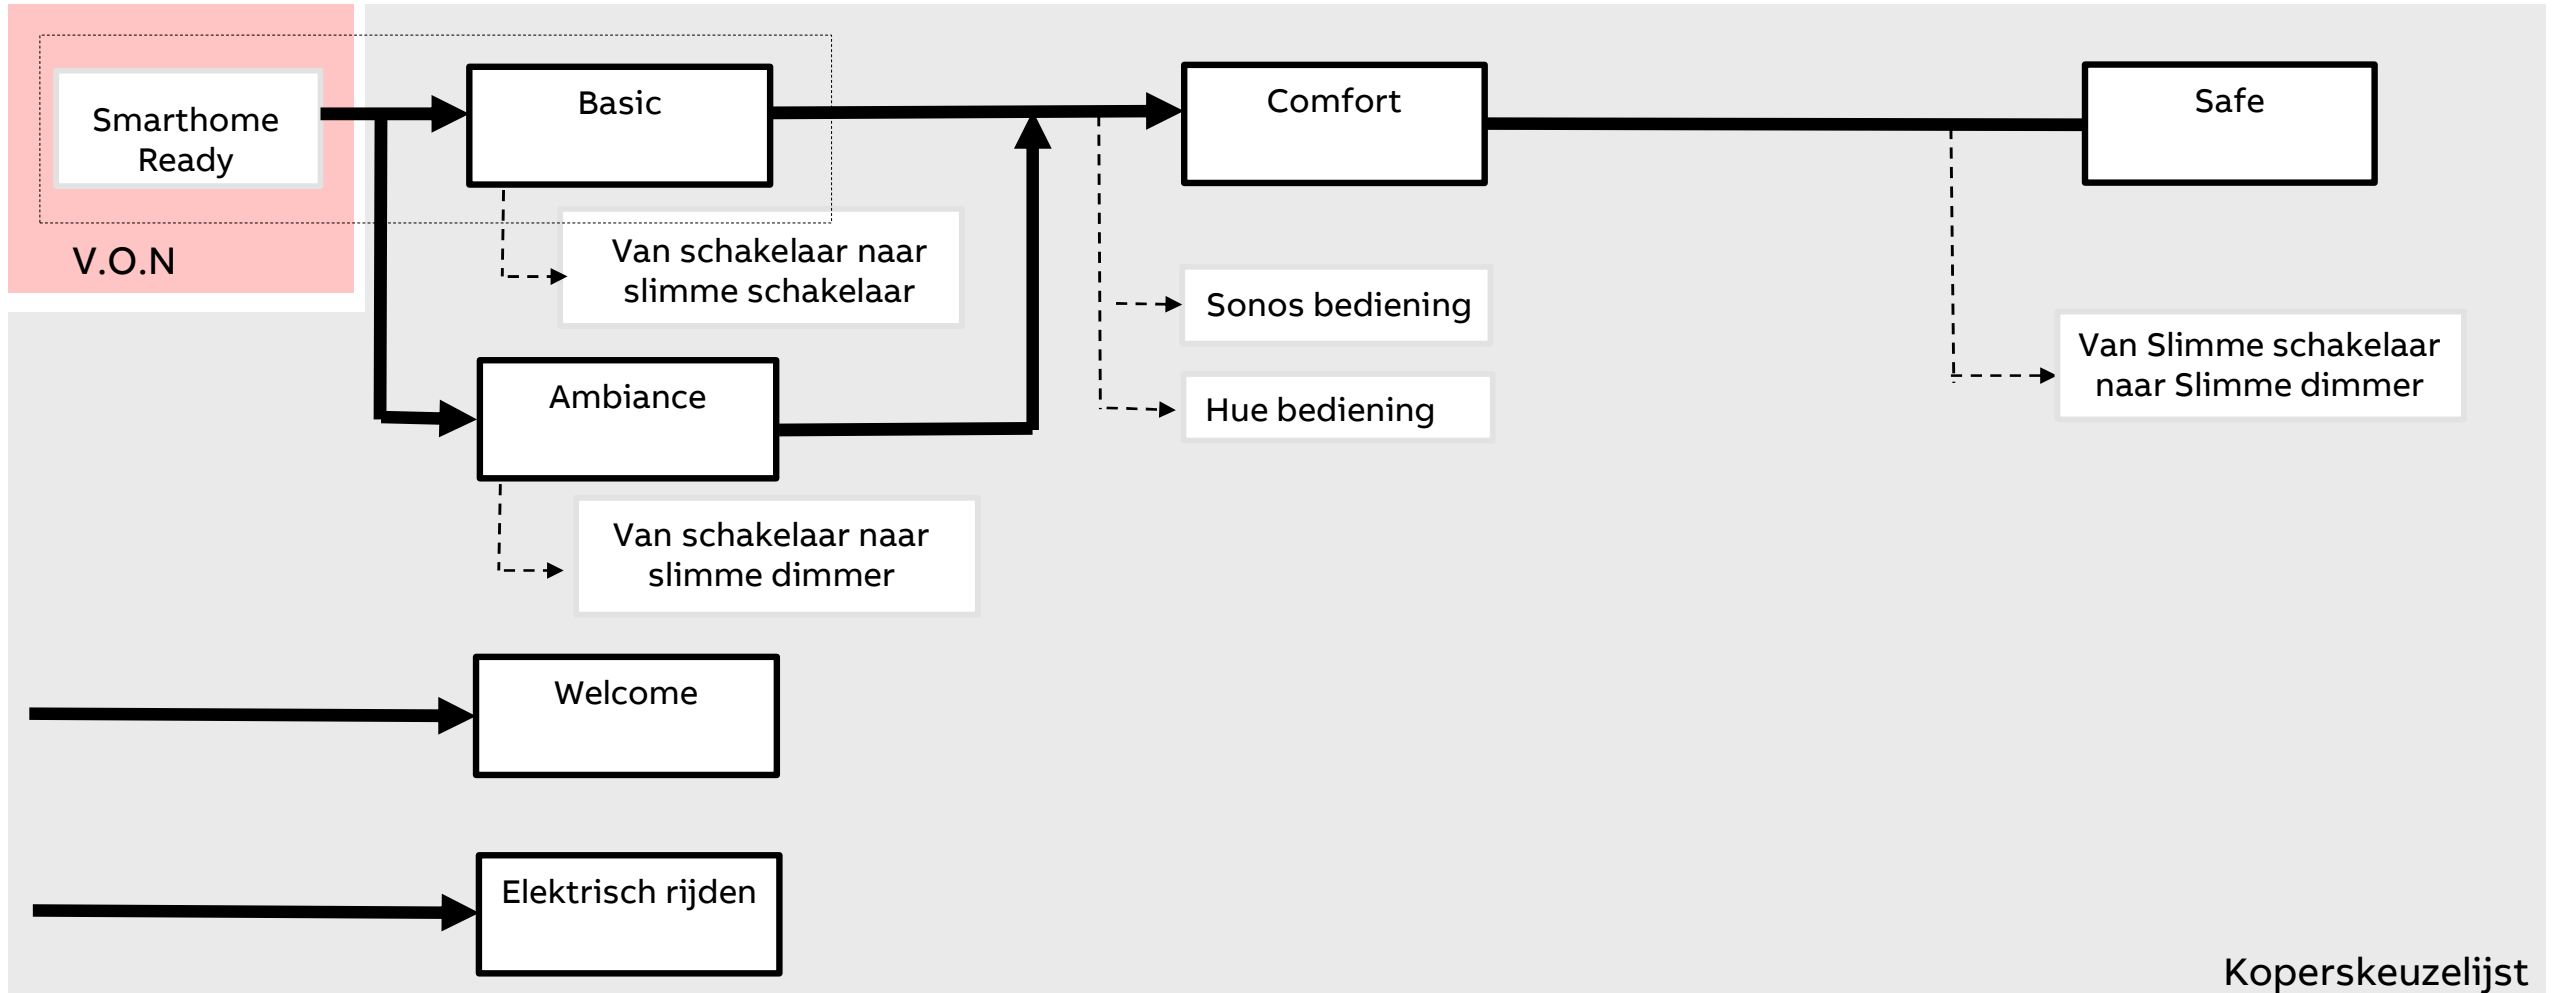 Smarthome
Ready
V.O.N
Basic
Van schakelaar naar
slimme schakelaar
Ambiance
Van schakelaar naar
slimme dimmer
Comfort
Sonos bediening
Hue bediening
Safe
Van Slimme schakelaar
naar Slimme dimmer
Welcome
Elektrisch rijden
Koperskeuzelijst